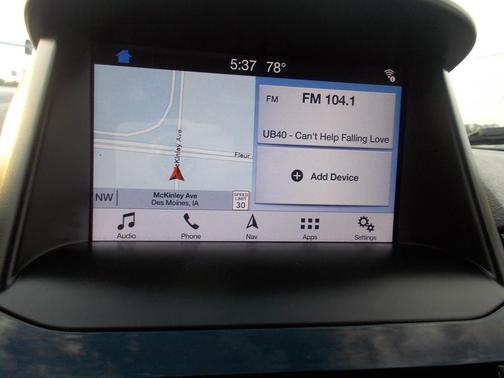 5:37 78°
FM FM 104.1
UB40 - Can't Help Falling Love
Add Device
McKinley Ave
Fleur
NW
McKinley Ave
Des Moines, IA
SPEED
LIMIT
30
Audio
Phone
Nav
Apps
Settings